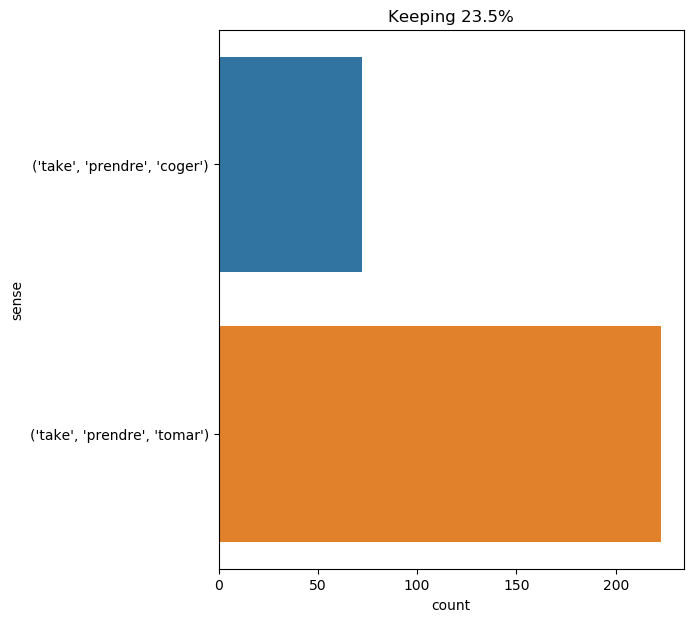 Keeping 23.5%
('take', 'prendre', 'coger')
('take', 'prendre', 'tomar')
sense
0 50 100 150 200
count